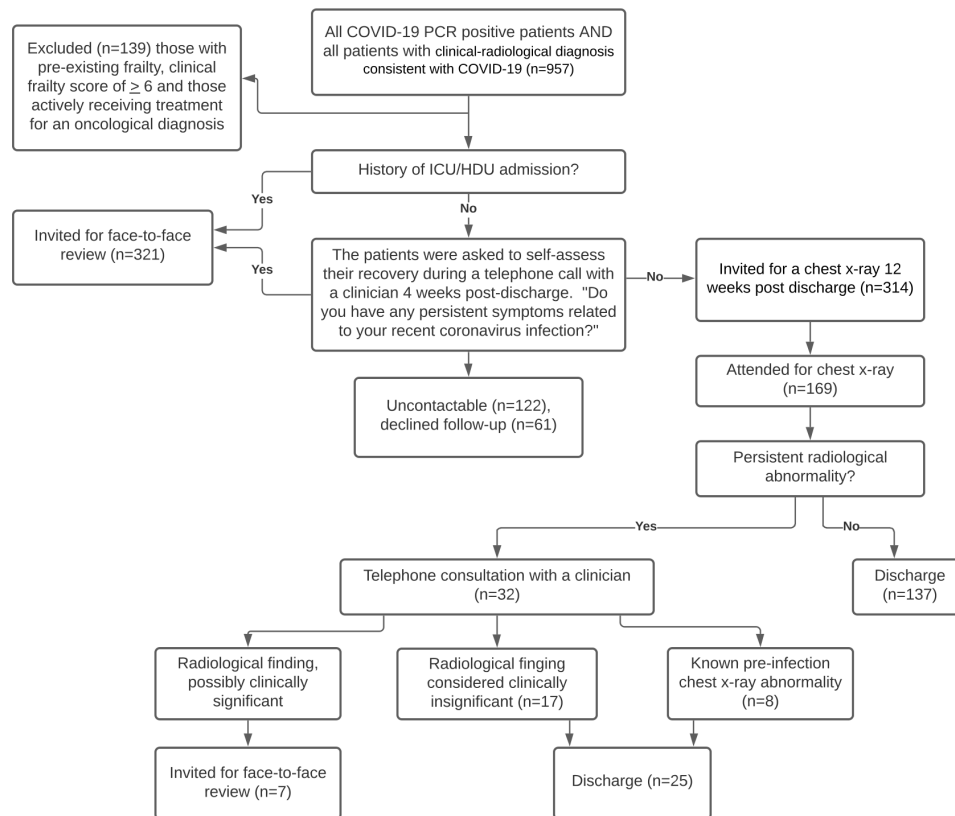 All COVID-19 PCR positive patients AND
all patients with clinical-radiological diagnosis
consistent with COVID-19 (n=957)
Excluded (n=139) those with
pre-existing frailty, clinical
frailty score of ≥ 6 and those
actively receiving treatment
for an oncological diagnosis
History of ICU/HDU admission?
Yes
No
Invited for face-to-face
review (n=321)
Yes
The patients were asked to self-assess
their recovery during a telephone call with
a clinician 4 weeks post-discharge. "Do
you have any persistent symptoms related
to your recent coronavirus infection?"
No
Invited for a chest x-ray 12
weeks post discharge (n=314)
Uncontactable (n=122),
declined follow-up (n=61)
Attended for chest x-ray
(n=169)
Persistent radiological
abnormality?
Yes
No
Telephone consultation with a clinician
(n=32)
Discharge
(n=137)
Radiological finding,
possibly clinically
significant
Radiological finging
considered clinically
insignificant (n=17)
Known pre-infection
chest x-ray abnormality
(n=8)
Invited for face-to-face
review (n=7)
Discharge (n=25)